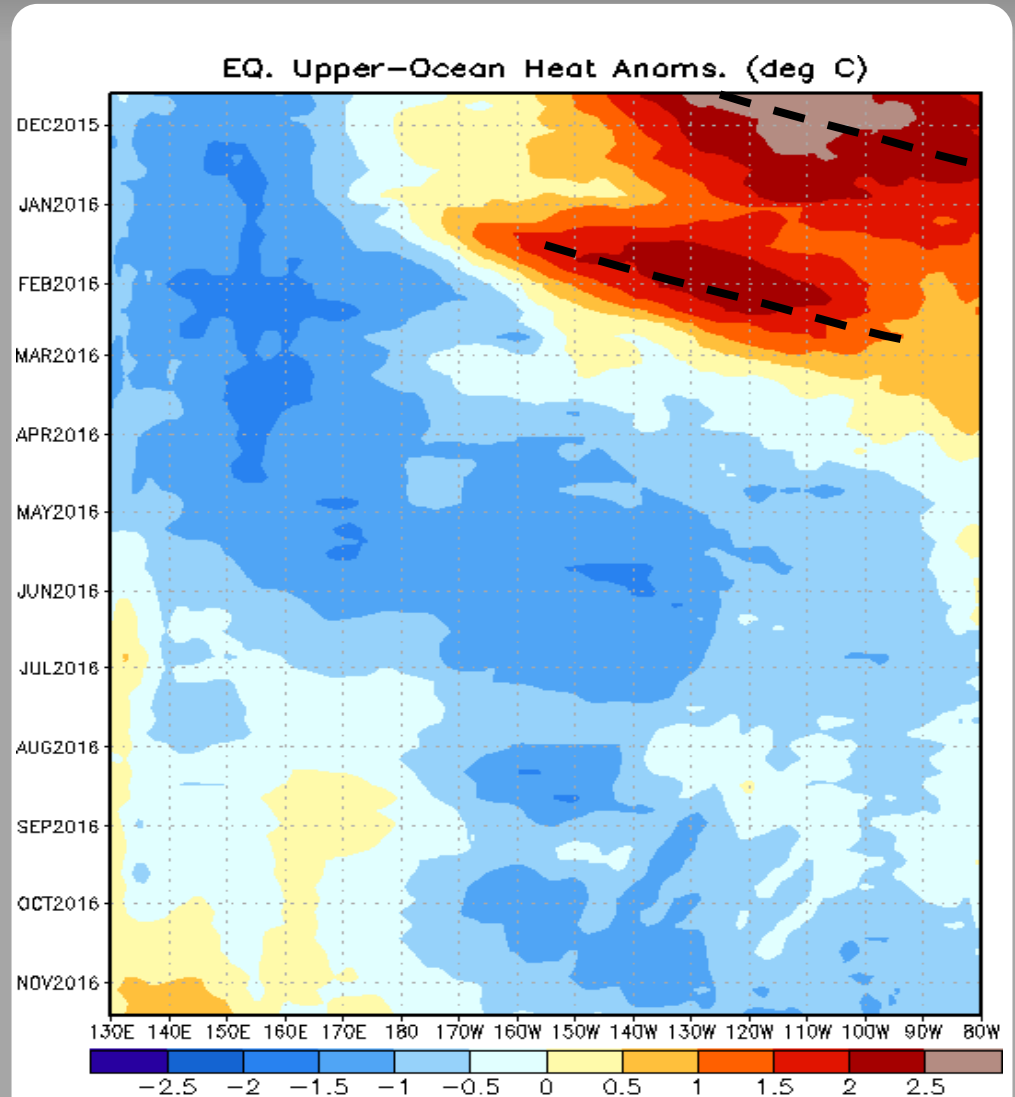 EQ. Upper-Ocean Heat Anoms. (deg C)
DEC2015
JAN2016
FEB2016
MAR2016
APR2016
MAY2016
JUN2016
JUL2016
AUG2016
SEP2016
OCT2016
NOV2016
130E 140E 150E 160E 170E 180 170W 160W 150W 140W 130W 120W 110W 100W 90W 80W
-2.5 -2 -1.5 -1 -0.5 0 0.5 1 1.5 2 2.5